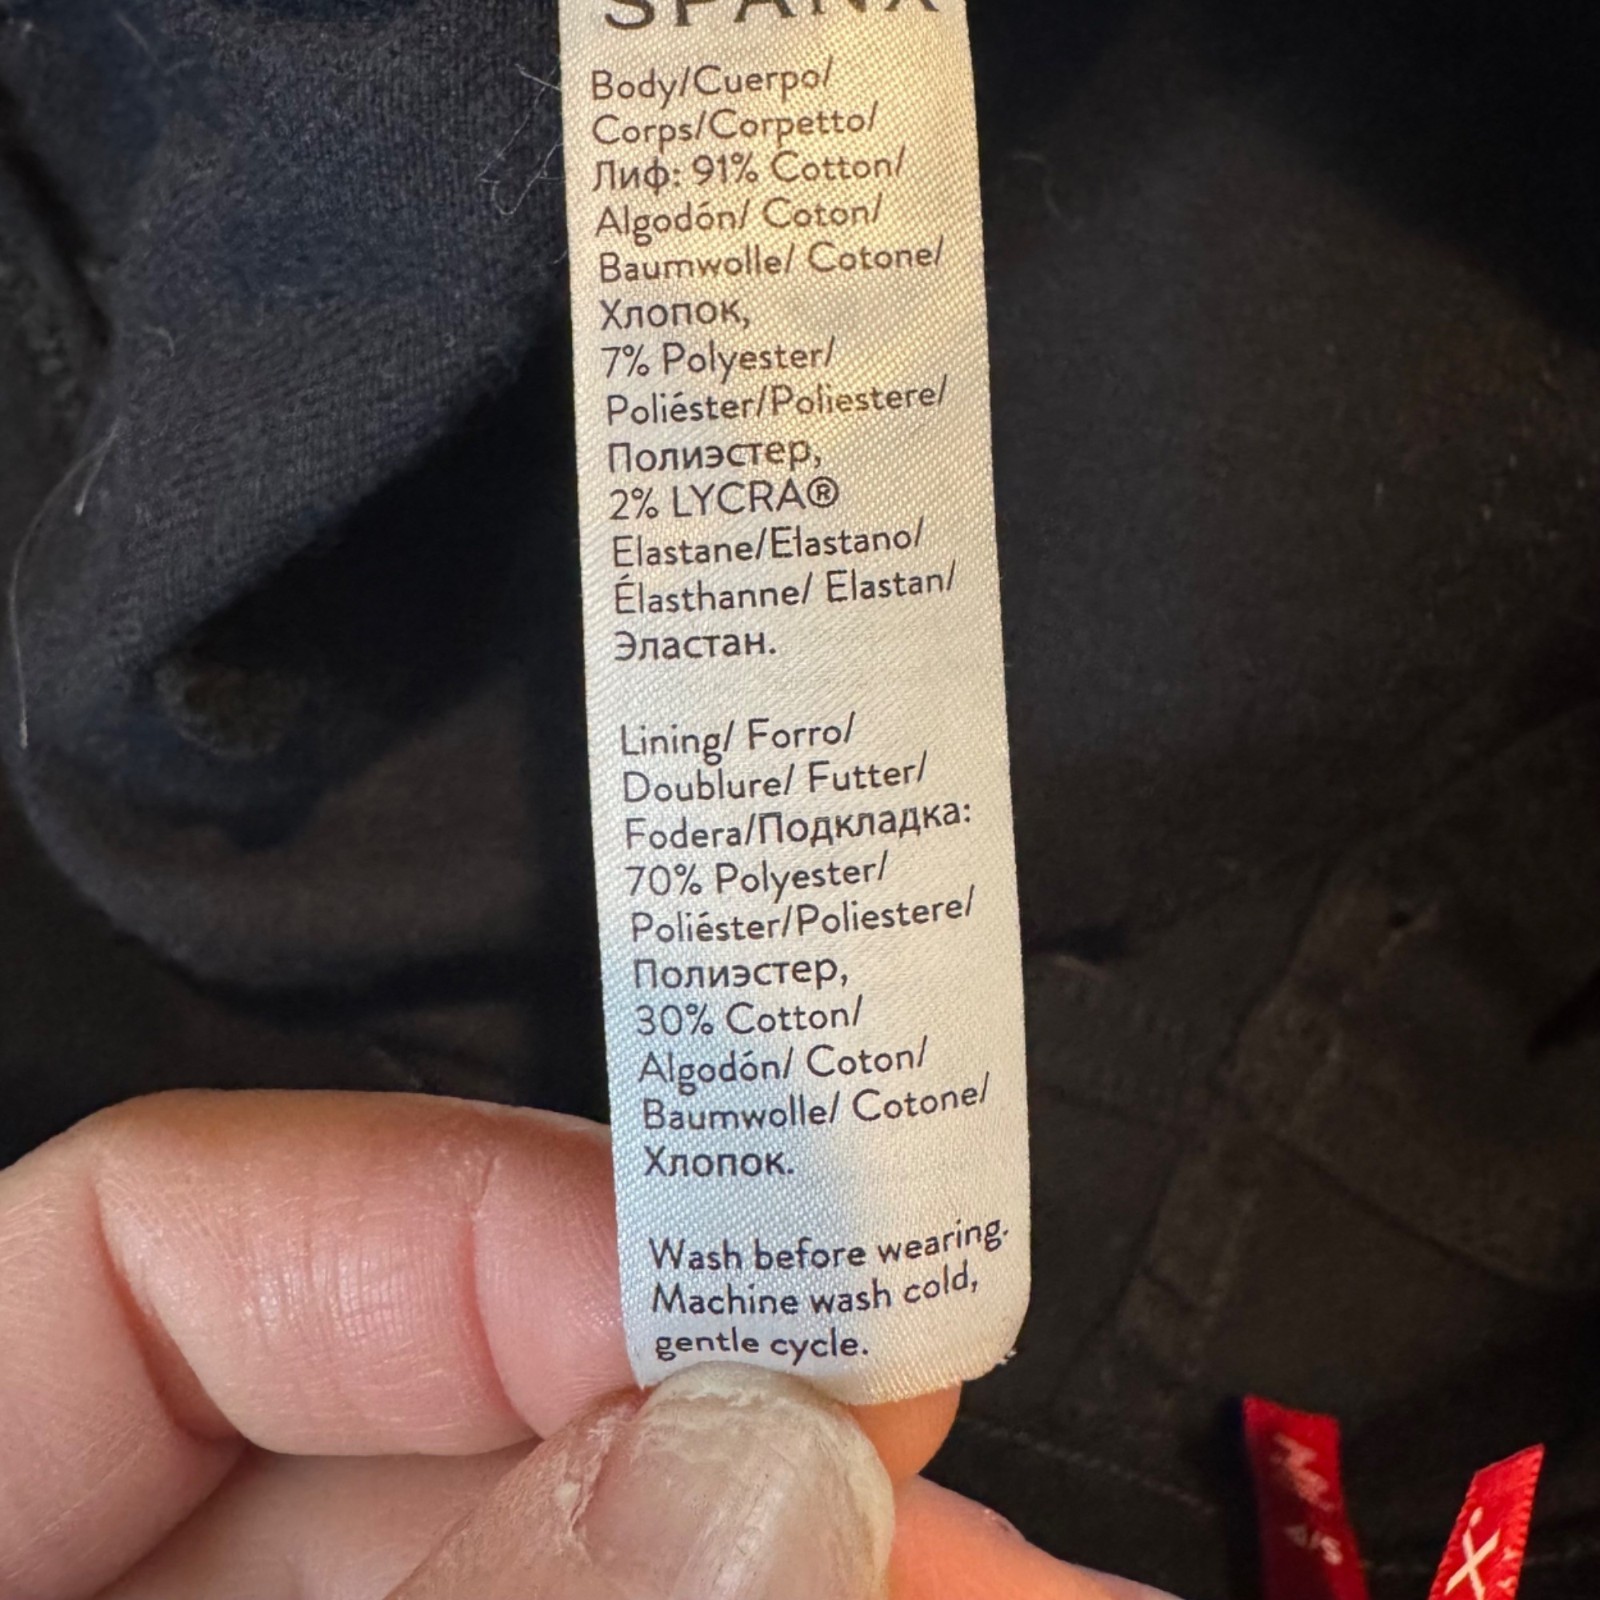 SPANX
Body/Cuerpo/
Corps/Corpetto/
Лиф: 91% Cotton/
Algodón/ Coton/
Baumwolle/ Cotone/
Хлопок,
7% Polyester/
Poliéster/Poliestere/
Полиэстер,
2% LYCRA®
Elastane/Elastano/
Élasthanne/ Elastan/
Эластан.
Lining/ Forro/
Doublure/ Futter/
Fodera/Подкладка:
70% Polyester/
Poliéster/Poliestere/
Полиэстер,
30% Cotton/
Algodón/ Coton/
Baumwolle/ Cotone/
Хлопок.
Wash before wearing.
Machine wash cold,
gentle cycle.